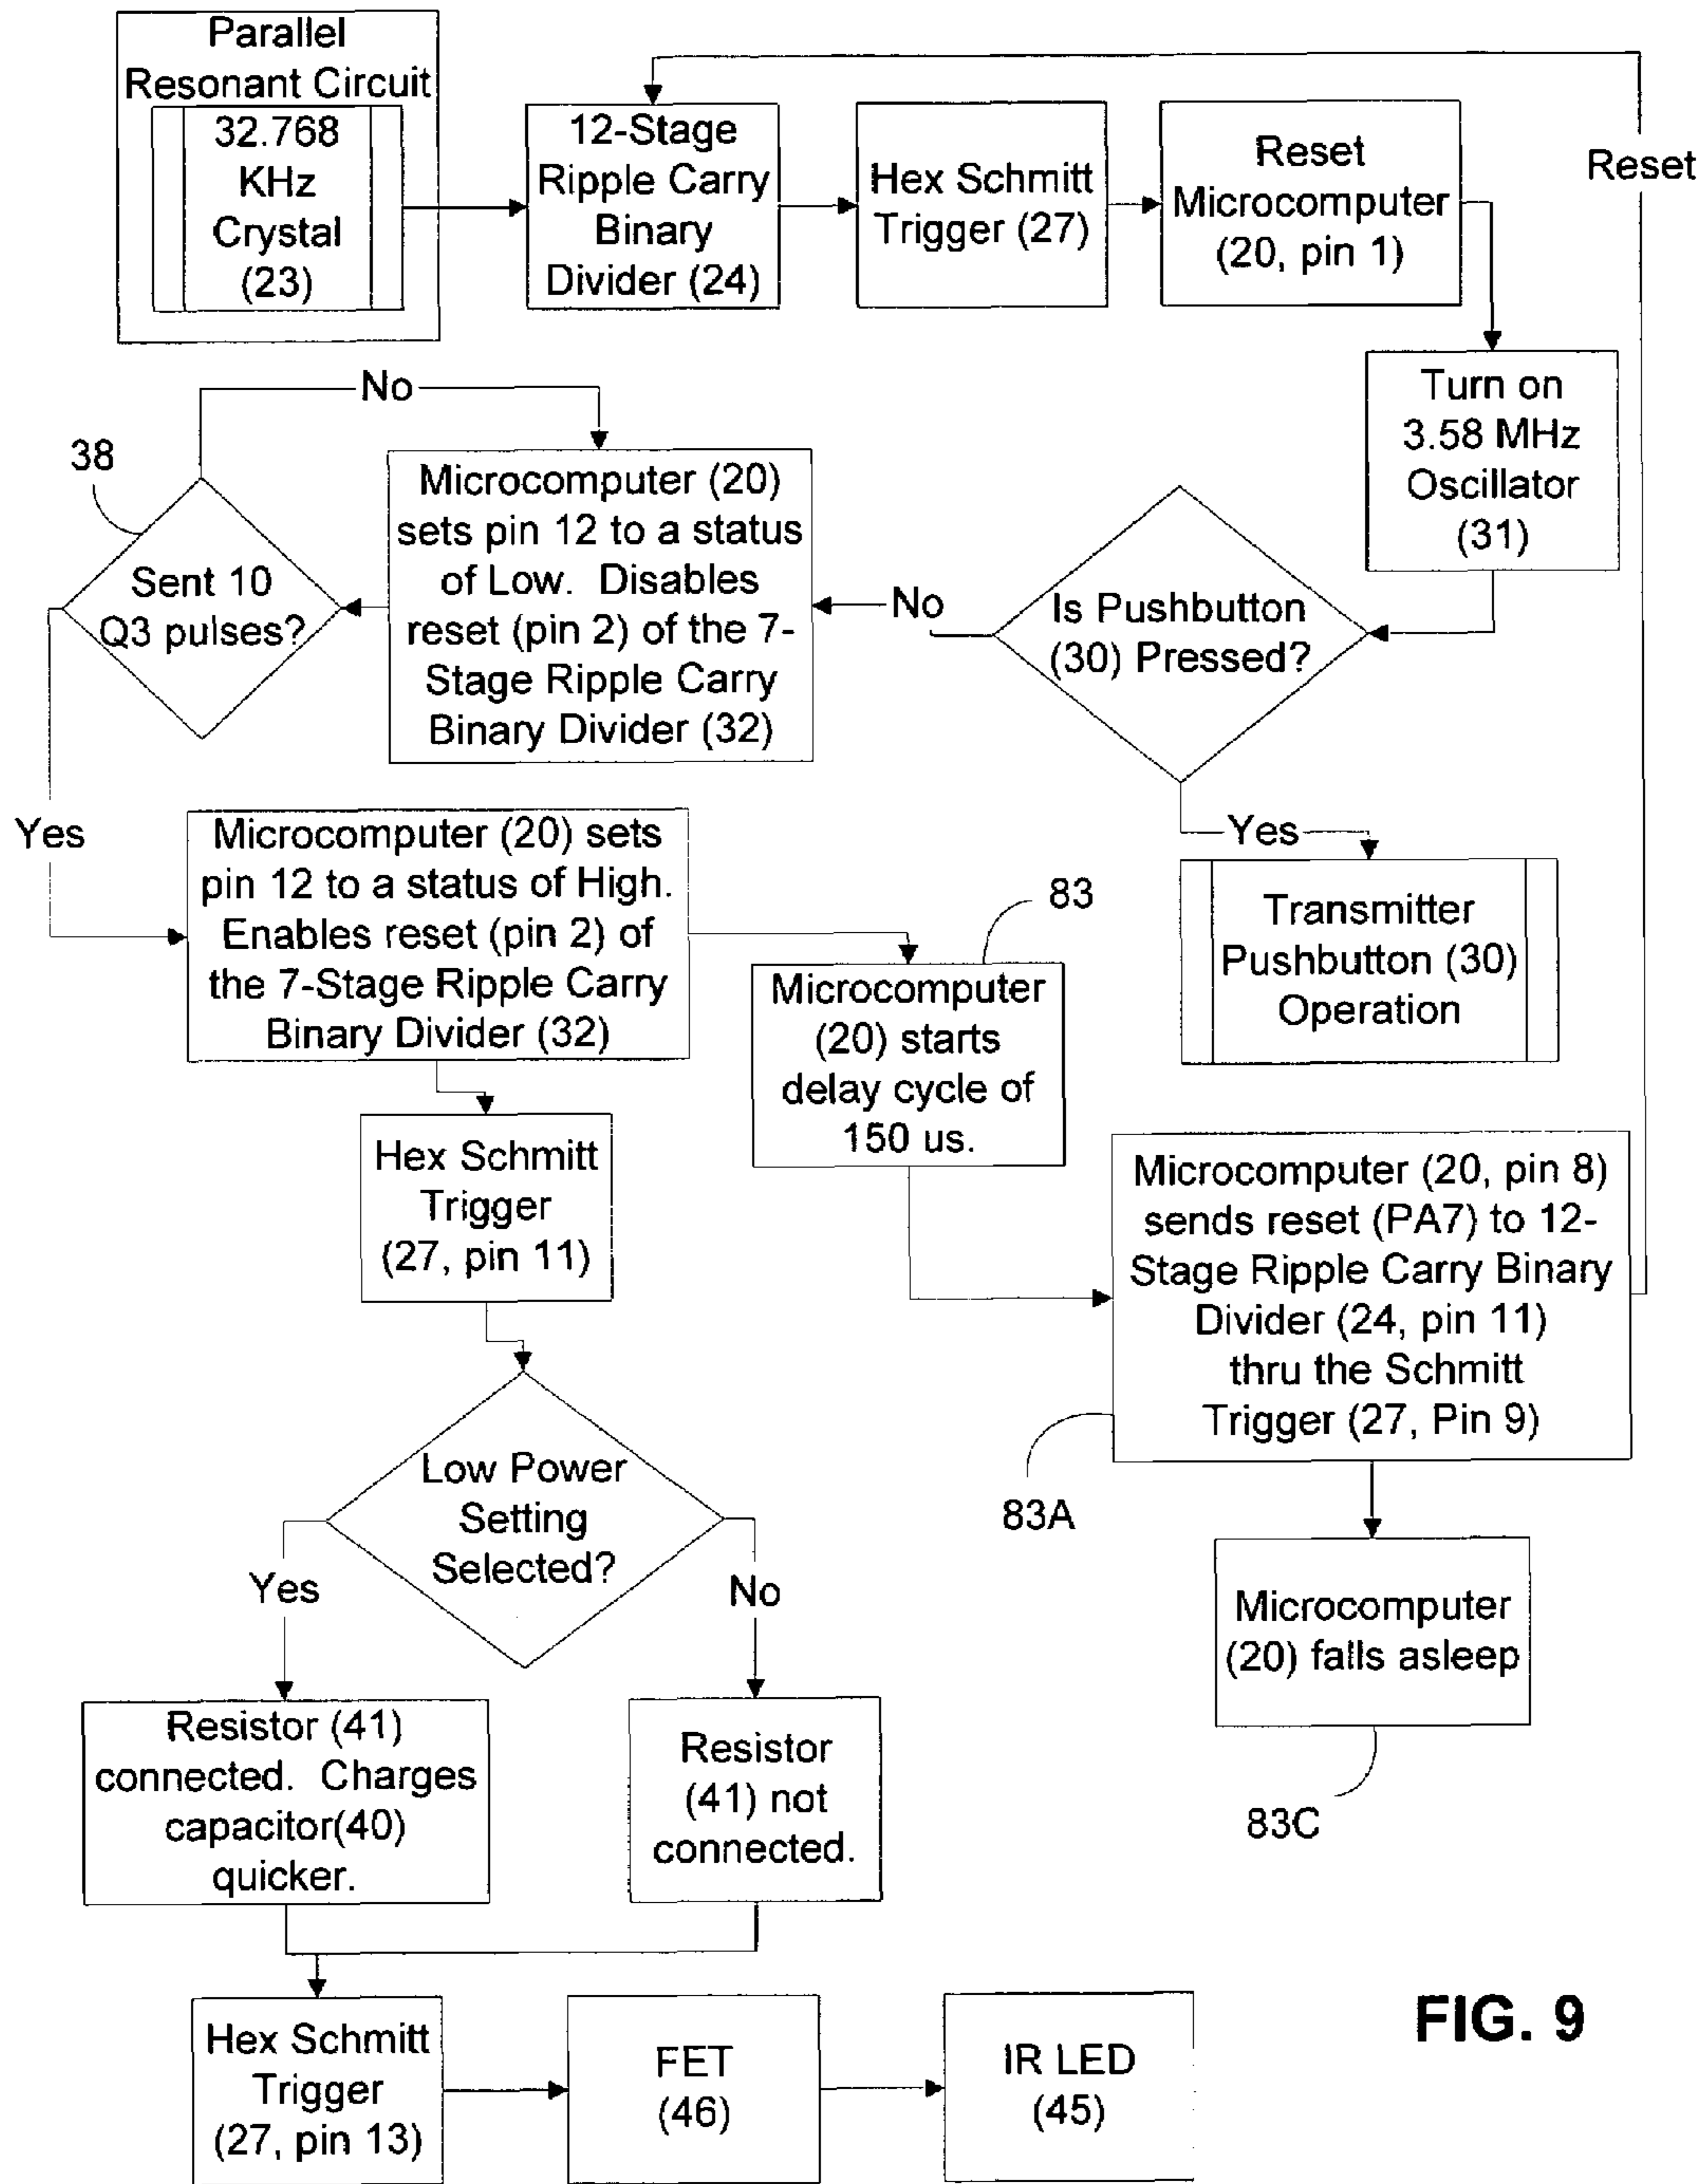 Parallel
Resonant Circuit
32.768
KHz
Crystal
(23)
12-Stage
Ripple Carry
Binary
Divider (24)
Hex Schmitt
Trigger (27)
Reset
Microcomputer
(20, pin 1)
Reset
Turn on
3.58 MHz
Oscillator
(31)
No
38
Sent 10
Q3 pulses?
Microcomputer (20)
sets pin 12 to a status
of Low. Disables
reset (pin 2) of the 7-
Stage Ripple Carry
Binary Divider (32)
No
Is Pushbutton
(30) Pressed?
Yes
Yes
Transmitter
Pushbutton (30)
Operation
Microcomputer (20) sets
pin 12 to a status of High.
Enables reset (pin 2) of
the 7-Stage Ripple Carry
Binary Divider (32)
83
Microcomputer
(20) starts
delay cycle of
150 us.
Hex Schmitt
Trigger
(27, pin 11)
Microcomputer (20, pin 8)
sends reset (PA7) to 12-
Stage Ripple Carry Binary
Divider (24, pin 11)
thru the Schmitt
Trigger (27, Pin 9)
83A
Low Power
Setting
Selected?
Yes
No
Microcomputer
(20) falls asleep
83C
Resistor (41)
connected. Charges
capacitor(40)
quicker.
Resistor
(41) not
connected.
Hex Schmitt
Trigger
(27, pin 13)
FET
(46)
IR LED
(45)
FIG. 9